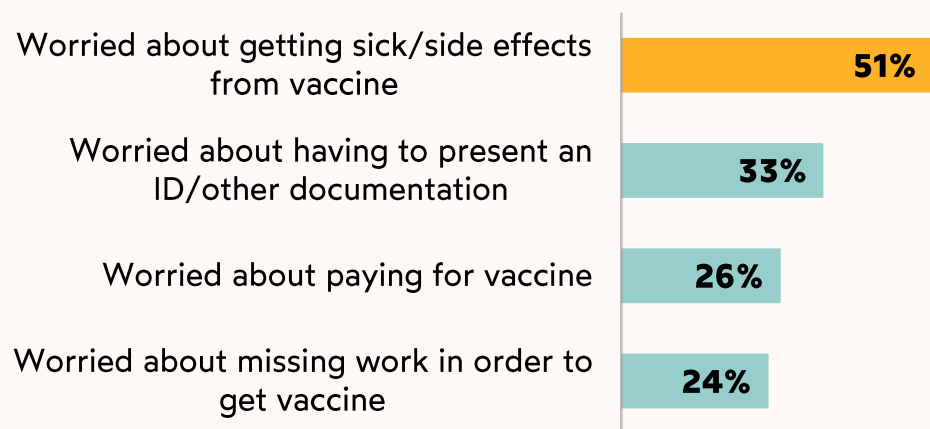 Worried about getting sick/side effects
from vaccine
51%
Worried about having to present an
ID/other documentation
33%
Worried about paying for vaccine
26%
Worried about missing work in order to
get vaccine
24%